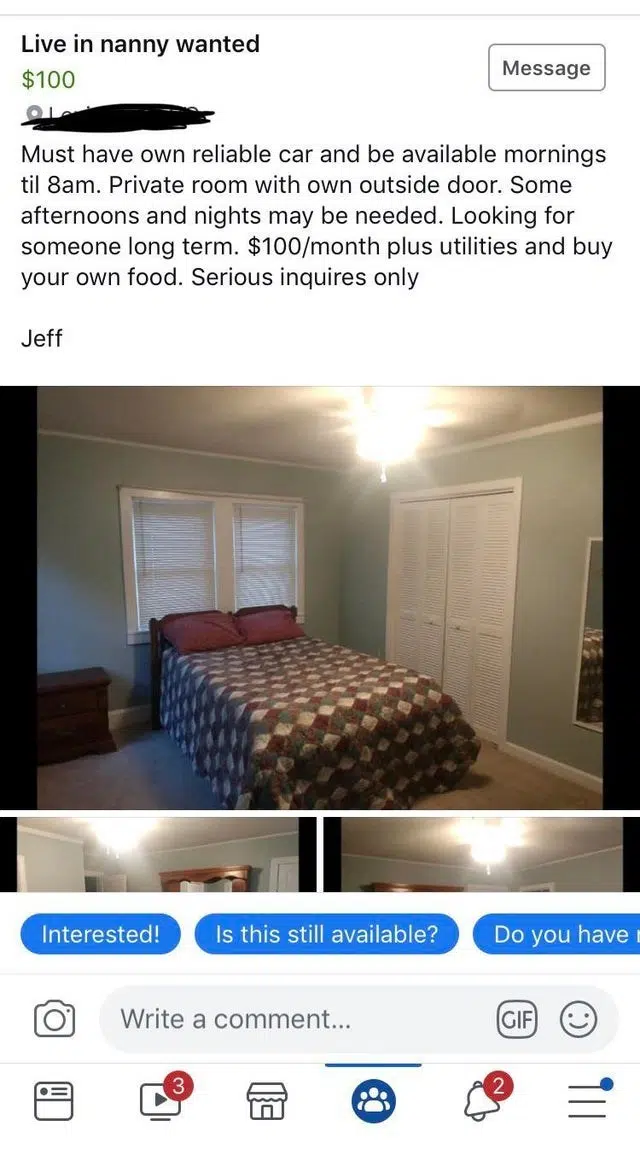 Live in nanny wanted
$100
Message
Must have own reliable car and be available mornings
til 8am. Private room with own outside door. Some
afternoons and nights may be needed. Looking for
someone long term. $100/month plus utilities and buy
your own food. Serious inquires only
Jeff
Interested!
Is this still available?
Do you have
Write a comment...
GIF
3
2